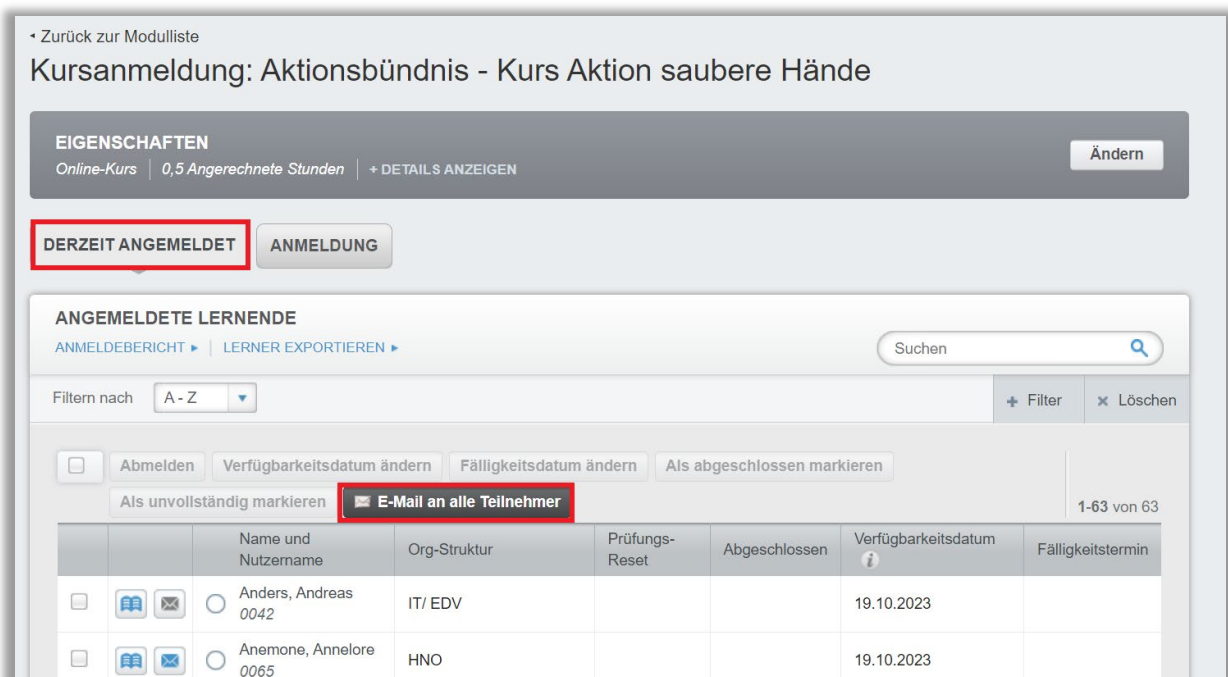 Zurück zur Modulliste
Kursanmeldung: Aktionsbündnis - Kurs Aktion saubere Hände
EIGENSCHAFTEN
Online-Kurs | 0,5 Angerechnete Stunden | + DETAILS ANZEIGEN
Ändern
DERZEIT ANGEMELDET
ANMELDUNG
ANGEMELDETE LERNENDE
ANMELDEBERICHT | LERNER EXPORTIEREN
Suchen
Filtern nach A - Z
+ Filter
× Löschen
Abmelden Verfügbarkeitsdatum ändern Fälligkeitsdatum ändern Als abgeschlossen markieren
Als unvollständig markieren E-Mail an alle Teilnehmer
1-63 von 63
Name und Nutzername
Org-Struktur
Prüfungs-Reset
Abgeschlossen
Verfügbarkeitsdatum i
Fälligkeitstermin
Anders, Andreas
0042
IT/ EDV
19.10.2023
Anemone, Annelore
0065
HNO
19.10.2023